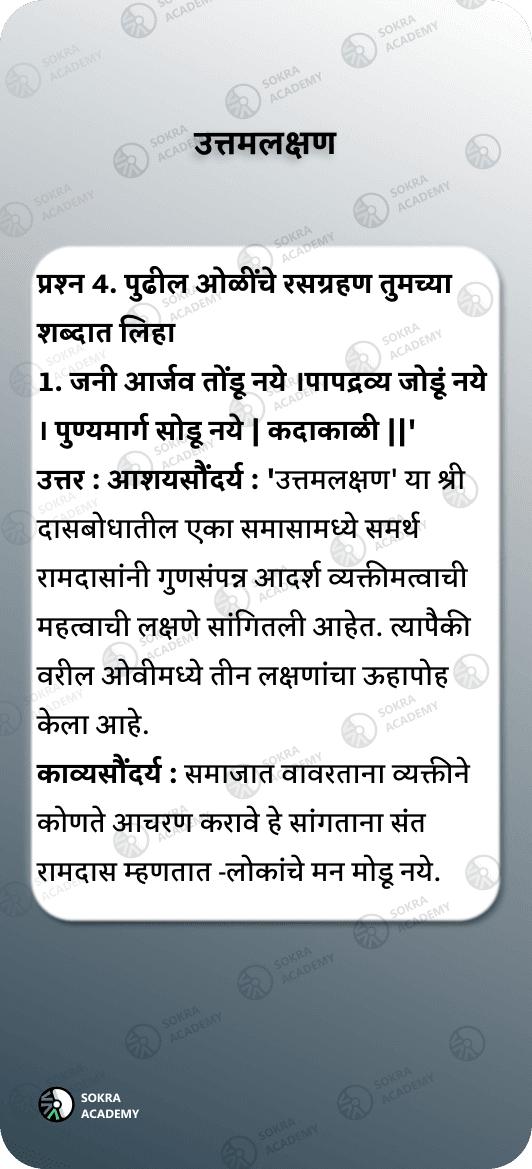 उत्तमलक्षण
प्रश्न 4. पुढील ओळींचे रसग्रहण तुमच्या
शब्दात लिहा
1. जनी आर्जव तोंडू नये ।पापद्रव्य जोडूं नये
। पुण्यमार्ग सोडू नये | कदाकाळी ||'
उत्तर : आशयसौंदर्य : 'उत्तमलक्षण' या श्री
दासबोधातील एका समासामध्ये समर्थ
रामदासांनी गुणसंपन्न आदर्श व्यक्तीमत्वाची
महत्वाची लक्षणे सांगितली आहेत. त्यापैकी
वरील ओवीमध्ये तीन लक्षणांचा ऊहापोह
केला आहे.
काव्यसौंदर्य : समाजात वावरताना व्यक्तीने
कोणते आचरण करावे हे सांगताना संत
रामदास म्हणतात -लोकांचे मन मोडू नये.
SOKRA
ACADEMY